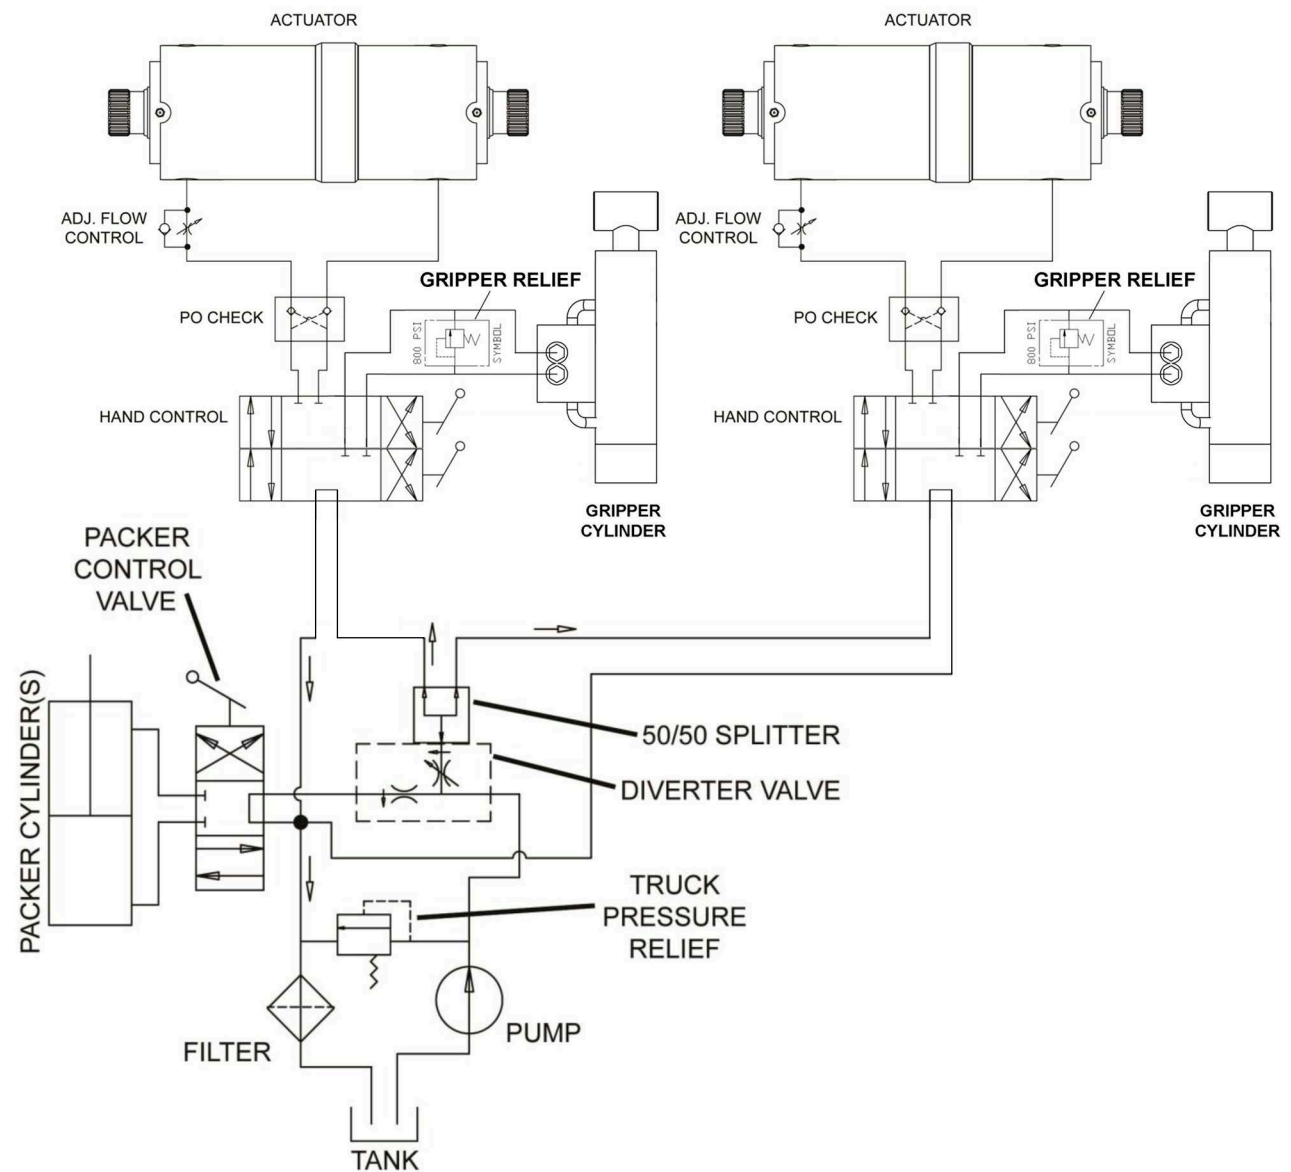 ACTUATOR
ACTUATOR
ADJ. FLOW
CONTROL
ADJ. FLOW
CONTROL
GRIPPER RELIEF
GRIPPER RELIEF
PO CHECK
800 PSI
SYMBOL
PO CHECK
800 PSI
SYMBOL
HAND CONTROL
HAND CONTROL
GRIPPER
CYLINDER
GRIPPER
CYLINDER
PACKER
CONTROL
VALVE
PACKER CYLINDER(S)
50/50 SPLITTER
DIVERTER VALVE
TRUCK
PRESSURE
RELIEF
PUMP
FILTER
TANK